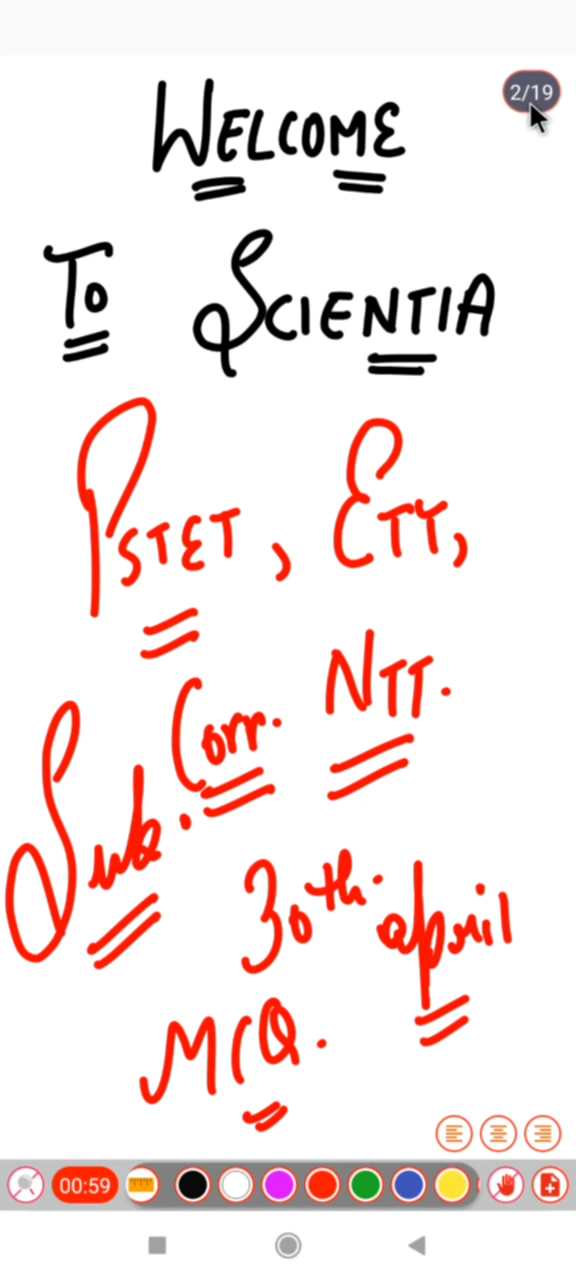 2/19
WELCOME
TO SCIENTIA
PSTET, ETT,
Corr. NTT.
Sub.
30th. april
MCQ.
00:59